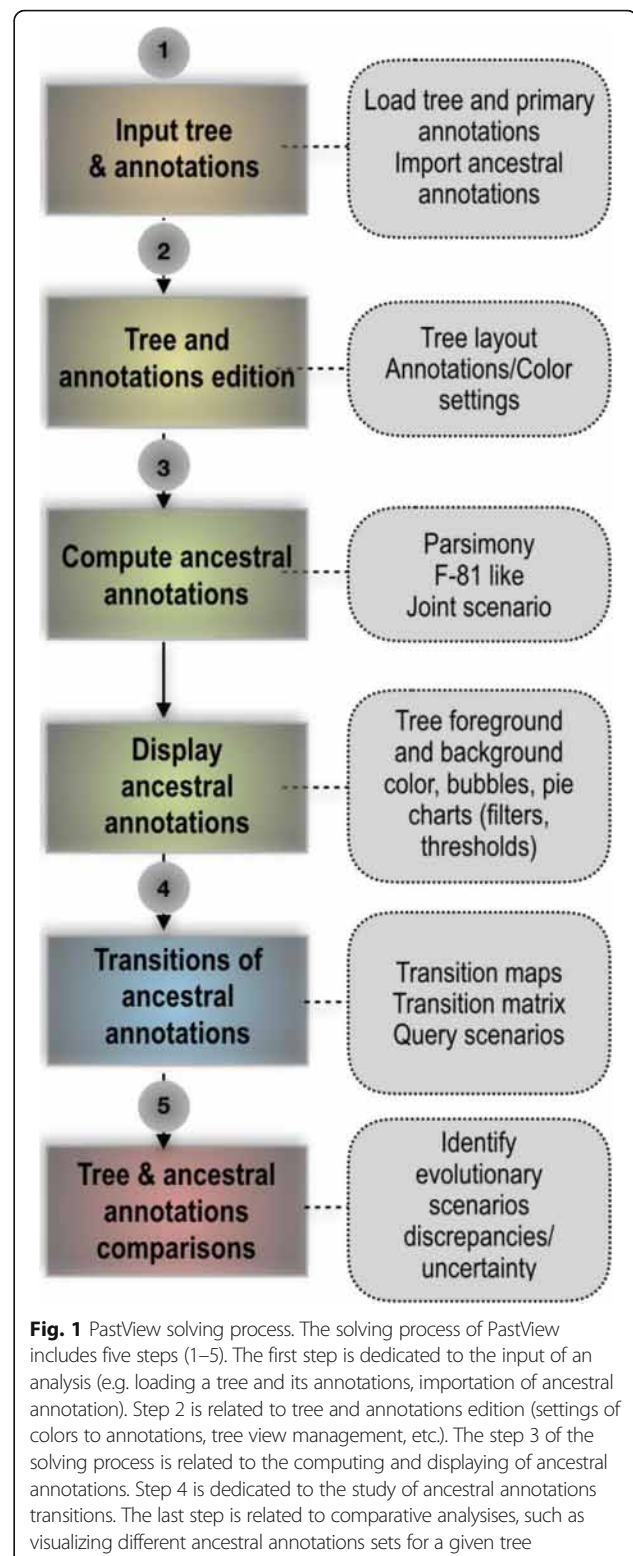 1
Input tree
& annotations
Load tree and primary
annotations
Import ancestral
annotations
2
Tree and
annotations edition
Tree layout
Annotations/Color
settings
3
Compute ancestral
annotations
Parsimony
F-81 like
Joint scenario
Display
ancestral
annotations
Tree foreground
and background
color, bubbles, pie
charts (filters,
thresholds)
4
Transitions of
ancestral
annotations
Transition maps
Transition matrix
Query scenarios
5
Tree & ancestral
annotations
comparisons
Identify
evolutionary
scenarios
discrepancies/
uncertainty
Fig. 1 PastView solving process. The solving process of PastView
includes five steps (1–5). The first step is dedicated to the input of an
analysis (e.g. loading a tree and its annotations, importation of ancestral
annotation). Step 2 is related to tree and annotations edition (settings of
colors to annotations, tree view management, etc.). The step 3 of the
solving process is related to the computing and displaying of ancestral
annotations. Step 4 is dedicated to the study of ancestral annotations
transitions. The last step is related to comparative analysises, such as
visualizing different ancestral annotations sets for a given tree